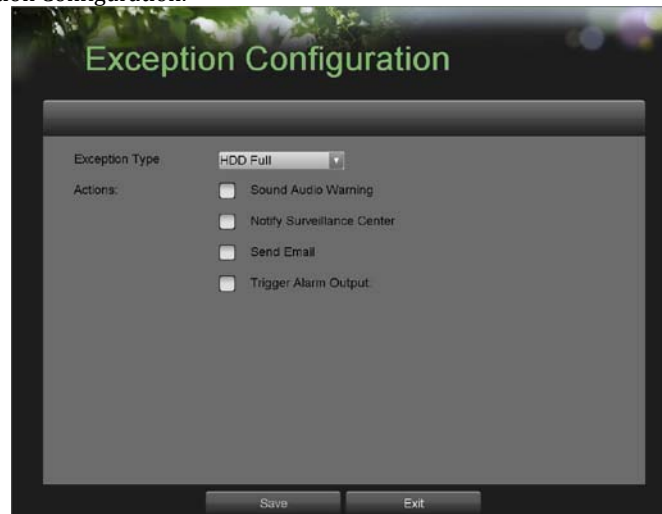 Exception Configuration
Exception Type HDD Full
Actions: Sound Audio Warning
Notify Surveillance Center
Send Email
Trigger Alarm Output
Save Exit